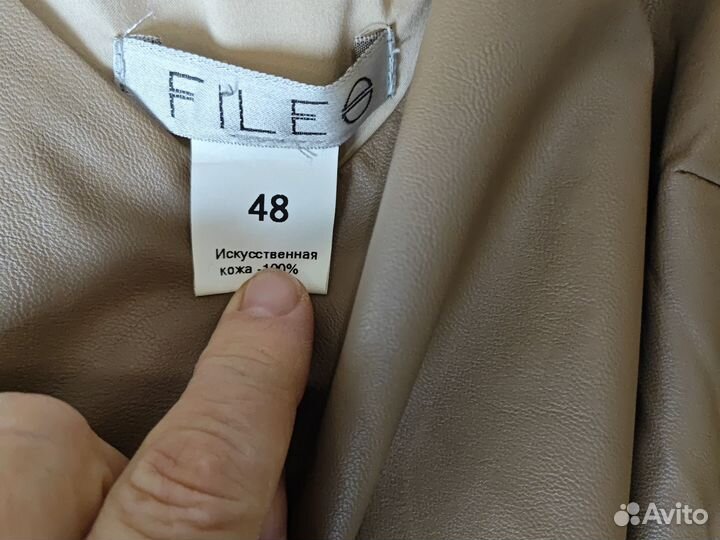 FILEO
48
Искусственная
кожа -100%
Avito